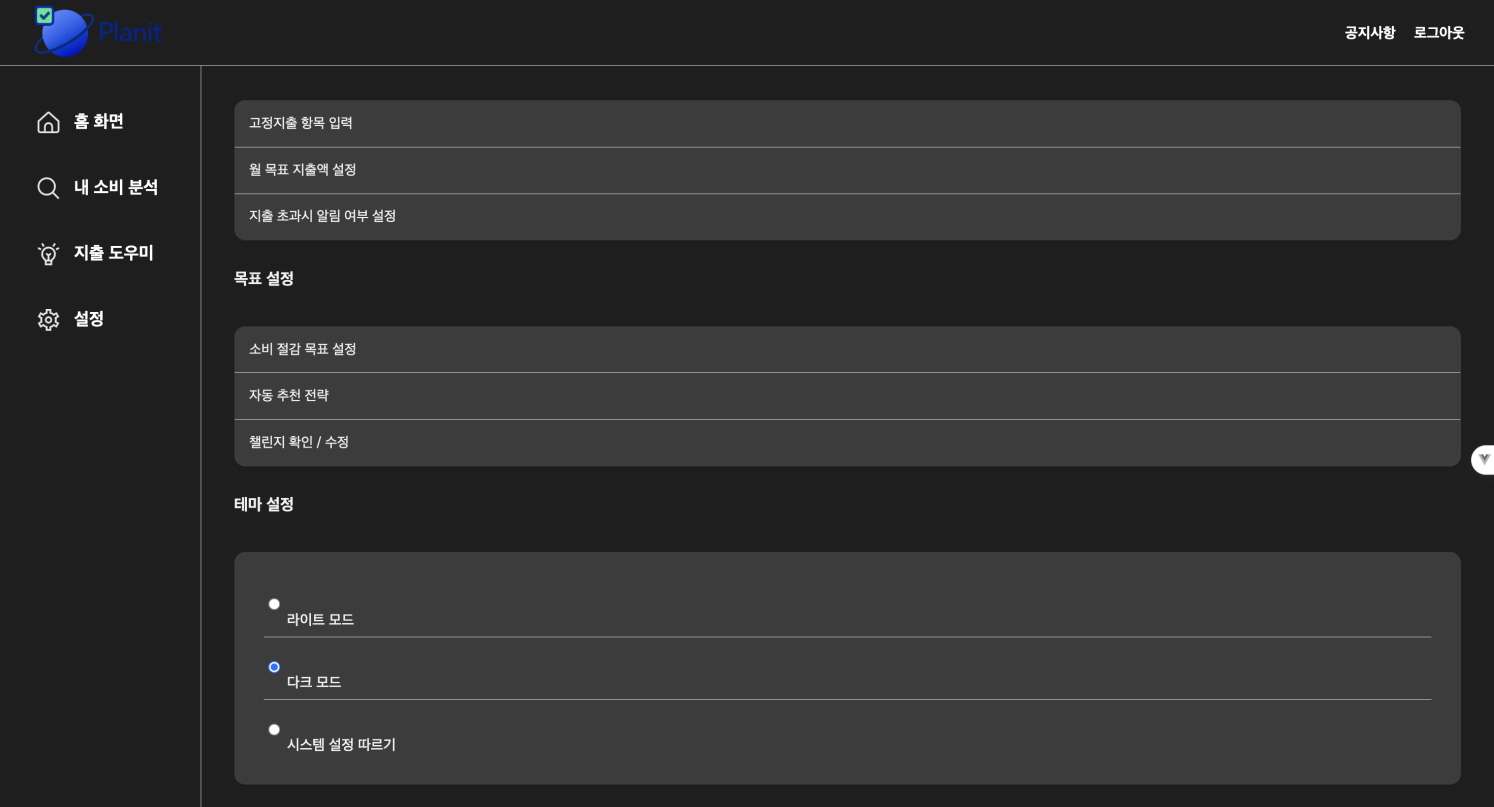 Planit
공지사항 로그아웃
홈 화면
내 소비 분석
지출 도우미
설정
고정지출 항목 입력
월 목표 지출액 설정
지출 초과시 알림 여부 설정
목표 설정
소비 절감 목표 설정
자동 추천 전략
챌린지 확인 / 수정
테마 설정
라이트 모드
다크 모드
시스템 설정 따르기